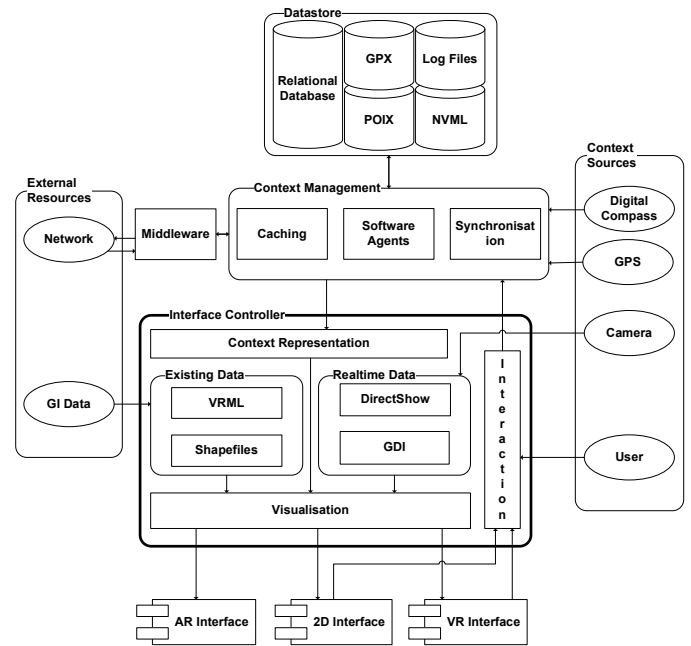 Datastore
Relational
Database
GPX
Log Files
POIX
NVML
Context
Sources
External
Resources
Context Management
Digital
Compass
Network
Middleware
Caching
Software
Agents
Synchronisat
ion
GPS
Interface Controller
Context Representation
Camera
Existing Data
Realtime Data
Interaction
VRML
DirectShow
GI Data
Shapefiles
GDI
User
Visualisation
AR Interface
2D Interface
VR Interface